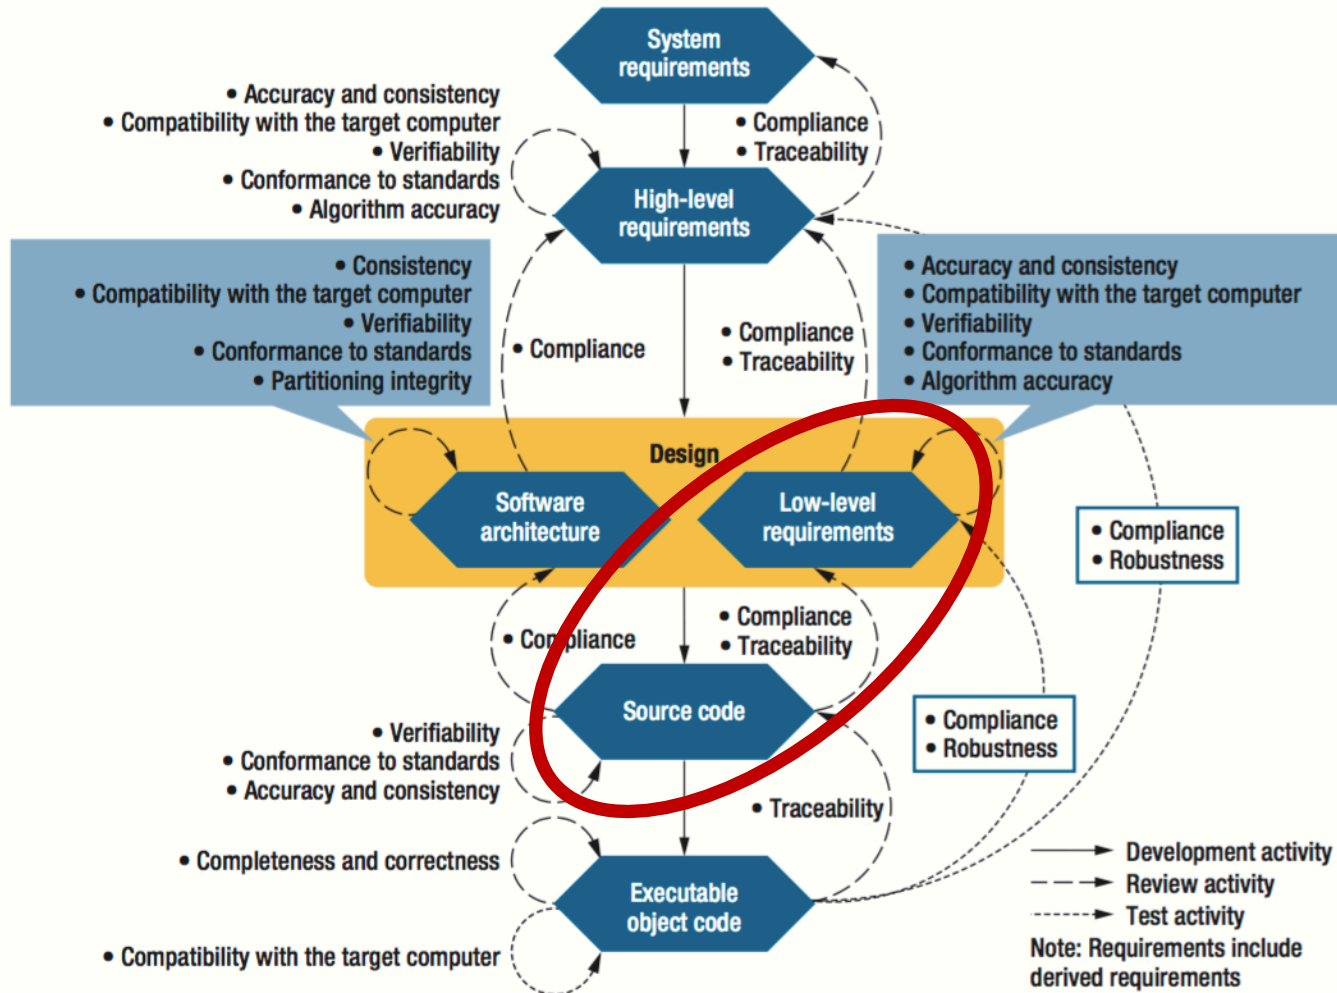 System
requirements
• Accuracy and consistency
• Compatibility with the target computer
• Verifiability
• Conformance to standards
• Algorithm accuracy
• Compliance
• Traceability
High-level
requirements
• Consistency
• Compatibility with the target computer
• Verifiability
• Conformance to standards
• Partitioning integrity
• Compliance
• Compliance
• Traceability
• Accuracy and consistency
• Compatibility with the target computer
• Verifiability
• Conformance to standards
• Algorithm accuracy
Design
Software
architecture
Low-level
requirements
• Compliance
• Robustness
• Compliance
• Compliance
• Traceability
Source code
• Compliance
• Robustness
• Verifiability
• Conformance to standards
• Accuracy and consistency
• Traceability
• Completeness and correctness
Executable
object code
• Compatibility with the target computer
Development activity
Review activity
Test activity
Note: Requirements include
derived requirements